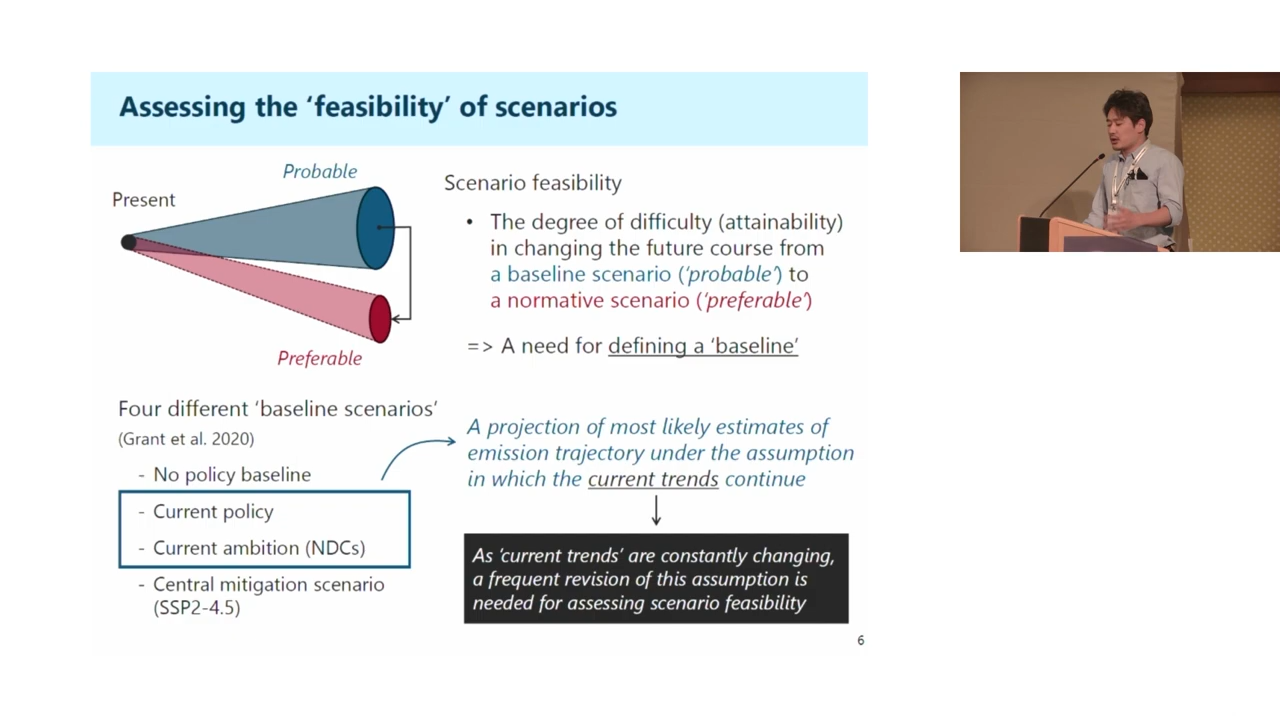 Assessing the ‘feasibility’ of scenarios
Probable
Present
Preferable
Scenario feasibility
• The degree of difficulty (attainability)
in changing the future course from
a baseline scenario (‘probable’) to
a normative scenario (‘preferable’)
=> A need for defining a ‘baseline’
Four different ‘baseline scenarios’
(Grant et al. 2020)
- No policy baseline
- Current policy
- Current ambition (NDCs)
- Central mitigation scenario
(SSP2-4.5)
A projection of most likely estimates of
emission trajectory under the assumption
in which the current trends continue
As ‘current trends’ are constantly changing,
a frequent revision of this assumption is
needed for assessing scenario feasibility
6